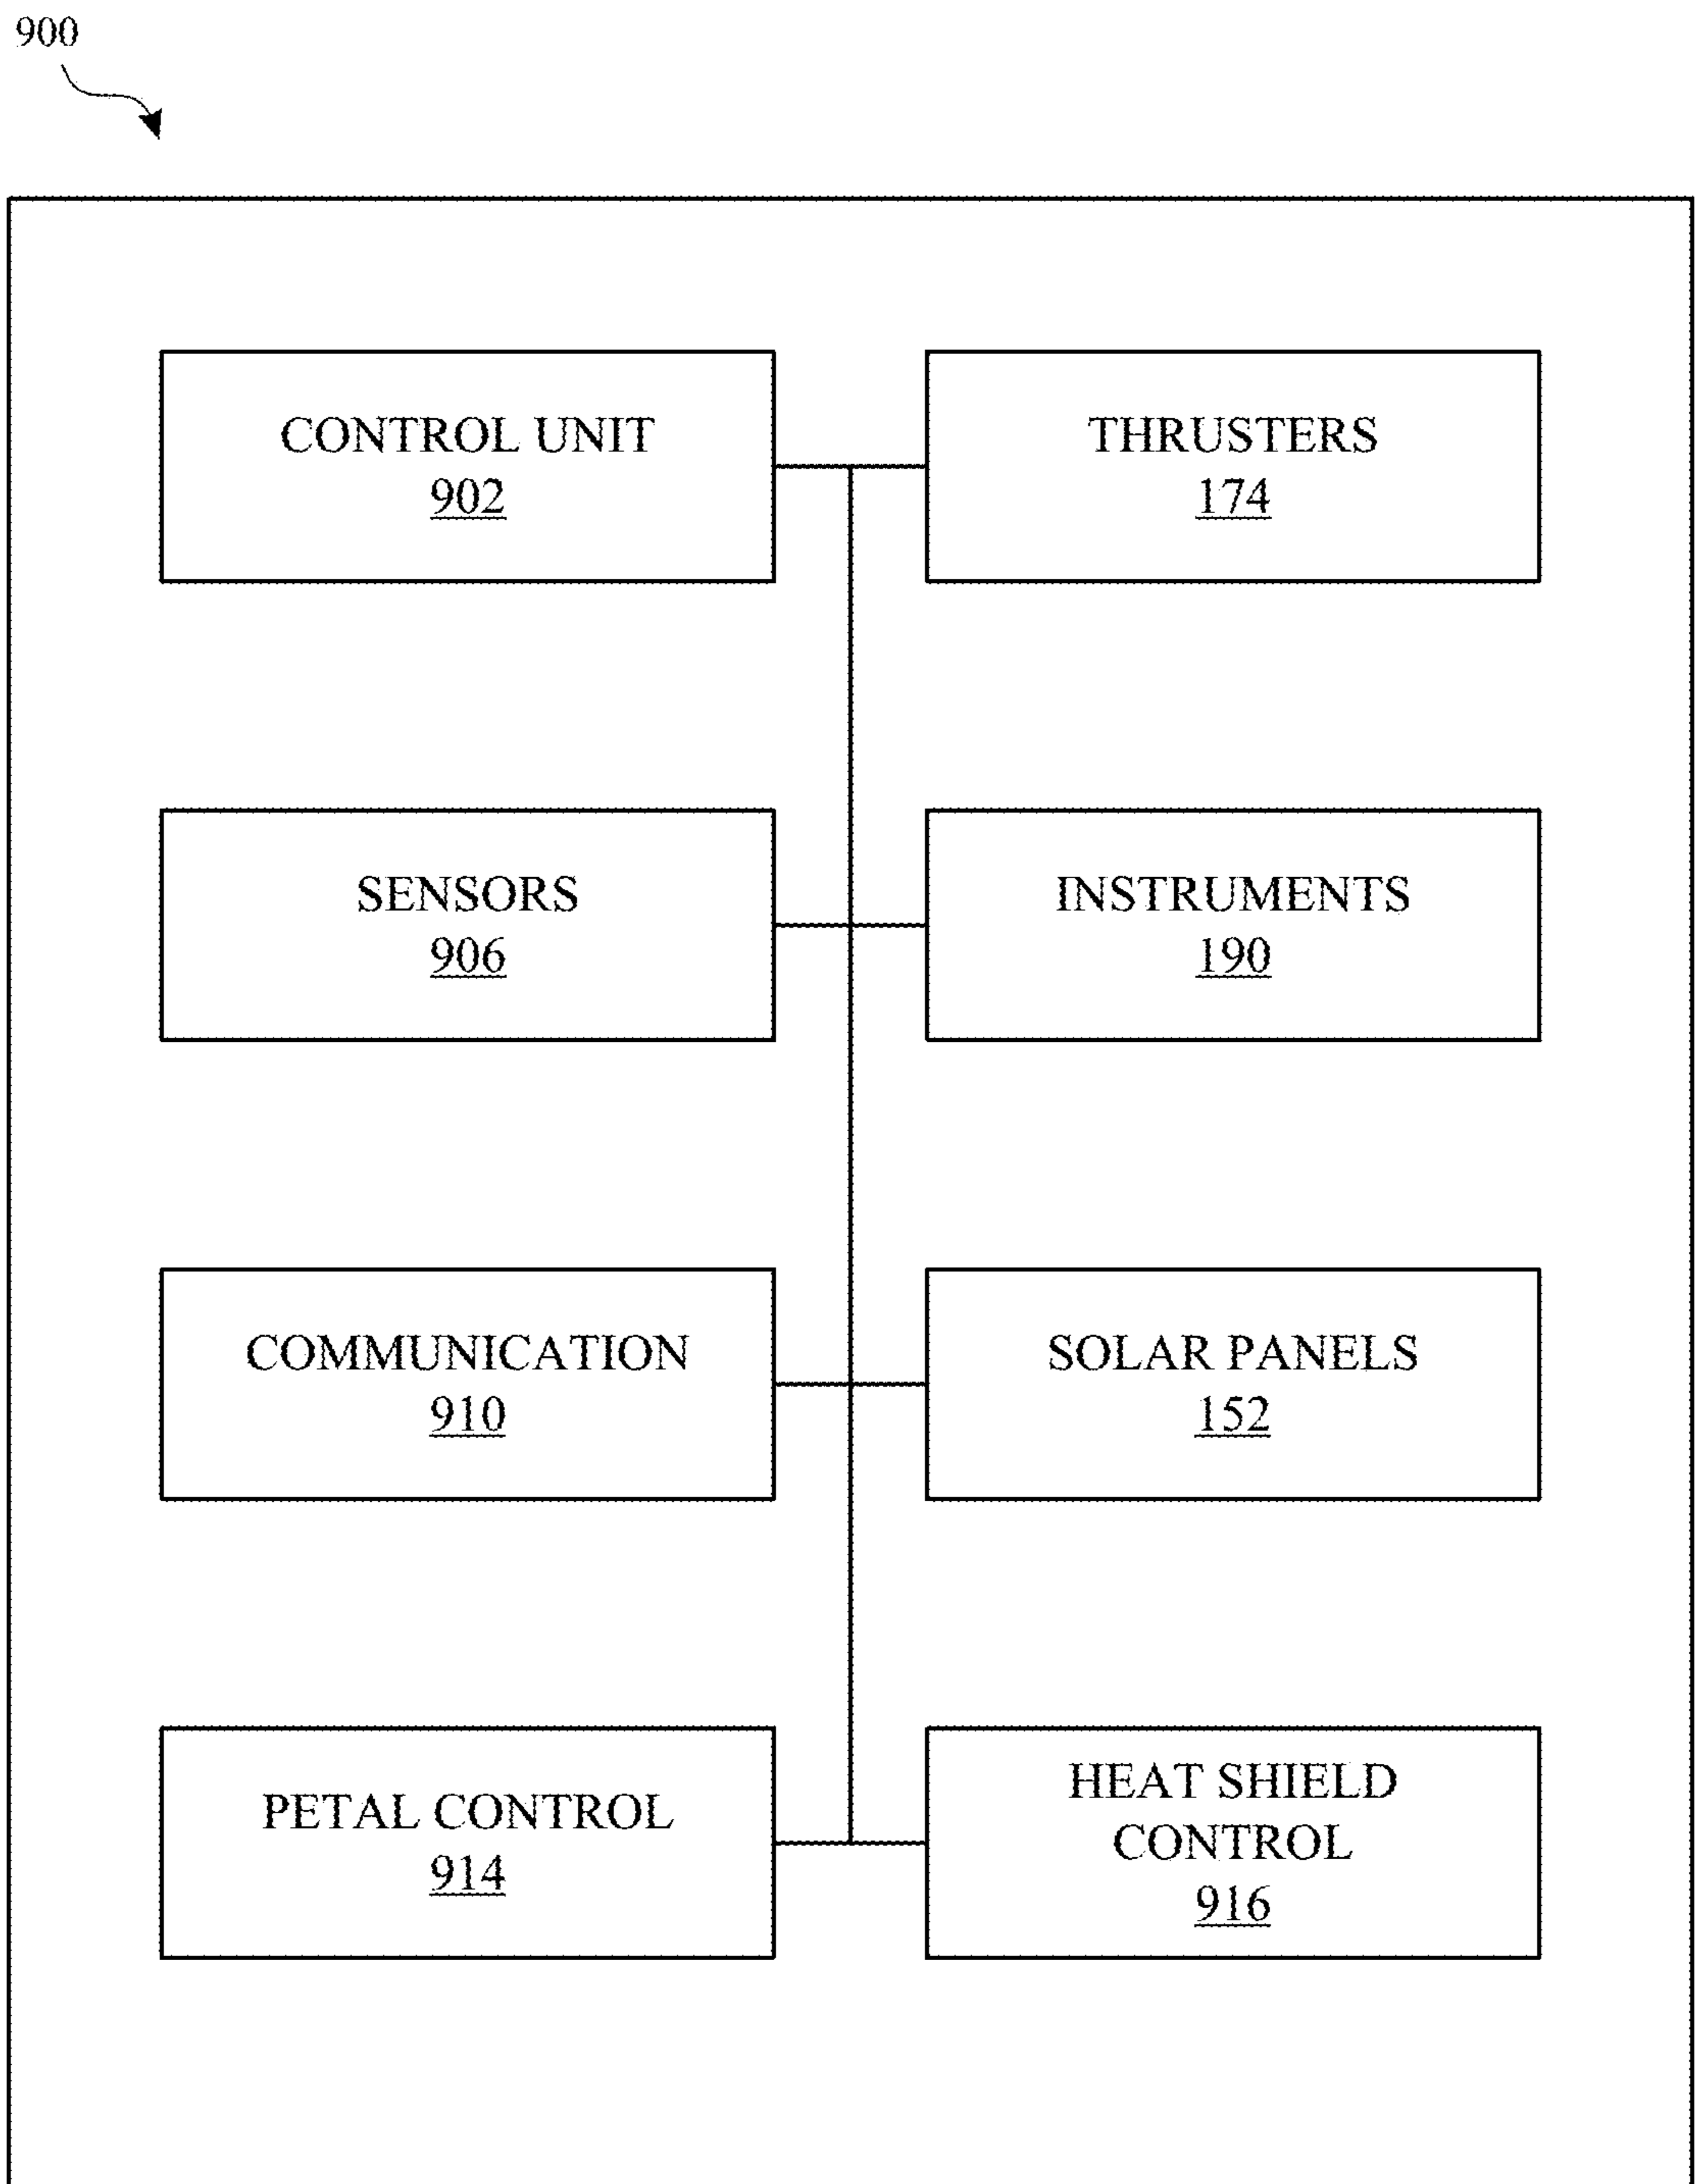 900
CONTROL UNIT
902
THRUSTERS
174
SENSORS
906
INSTRUMENTS
190
COMMUNICATION
910
SOLAR PANELS
152
PETAL CONTROL
914
HEAT SHIELD
CONTROL
916